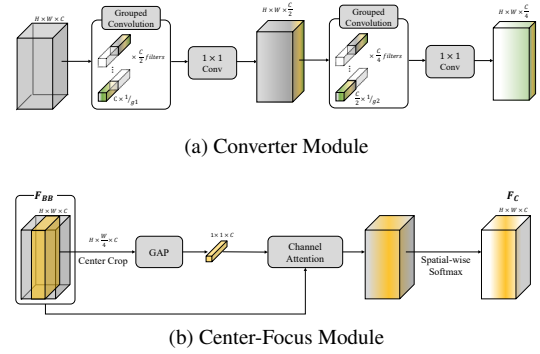 H × W × C
Grouped
Convolution
× C/2 filters
⋮
C × 1/g1
1 × 1
Conv
H × W × C/2
Grouped
Convolution
× C/4 filters
⋮
C/2 × 1/g2
1 × 1
Conv
H × W × C/4
(a) Converter Module
F_BB
H × W × C
H × W/4 × C
Center Crop
GAP
1 × 1 × C
Channel
Attention
Spatial-wise
Softmax
F_C
H × W × C
(b) Center-Focus Module